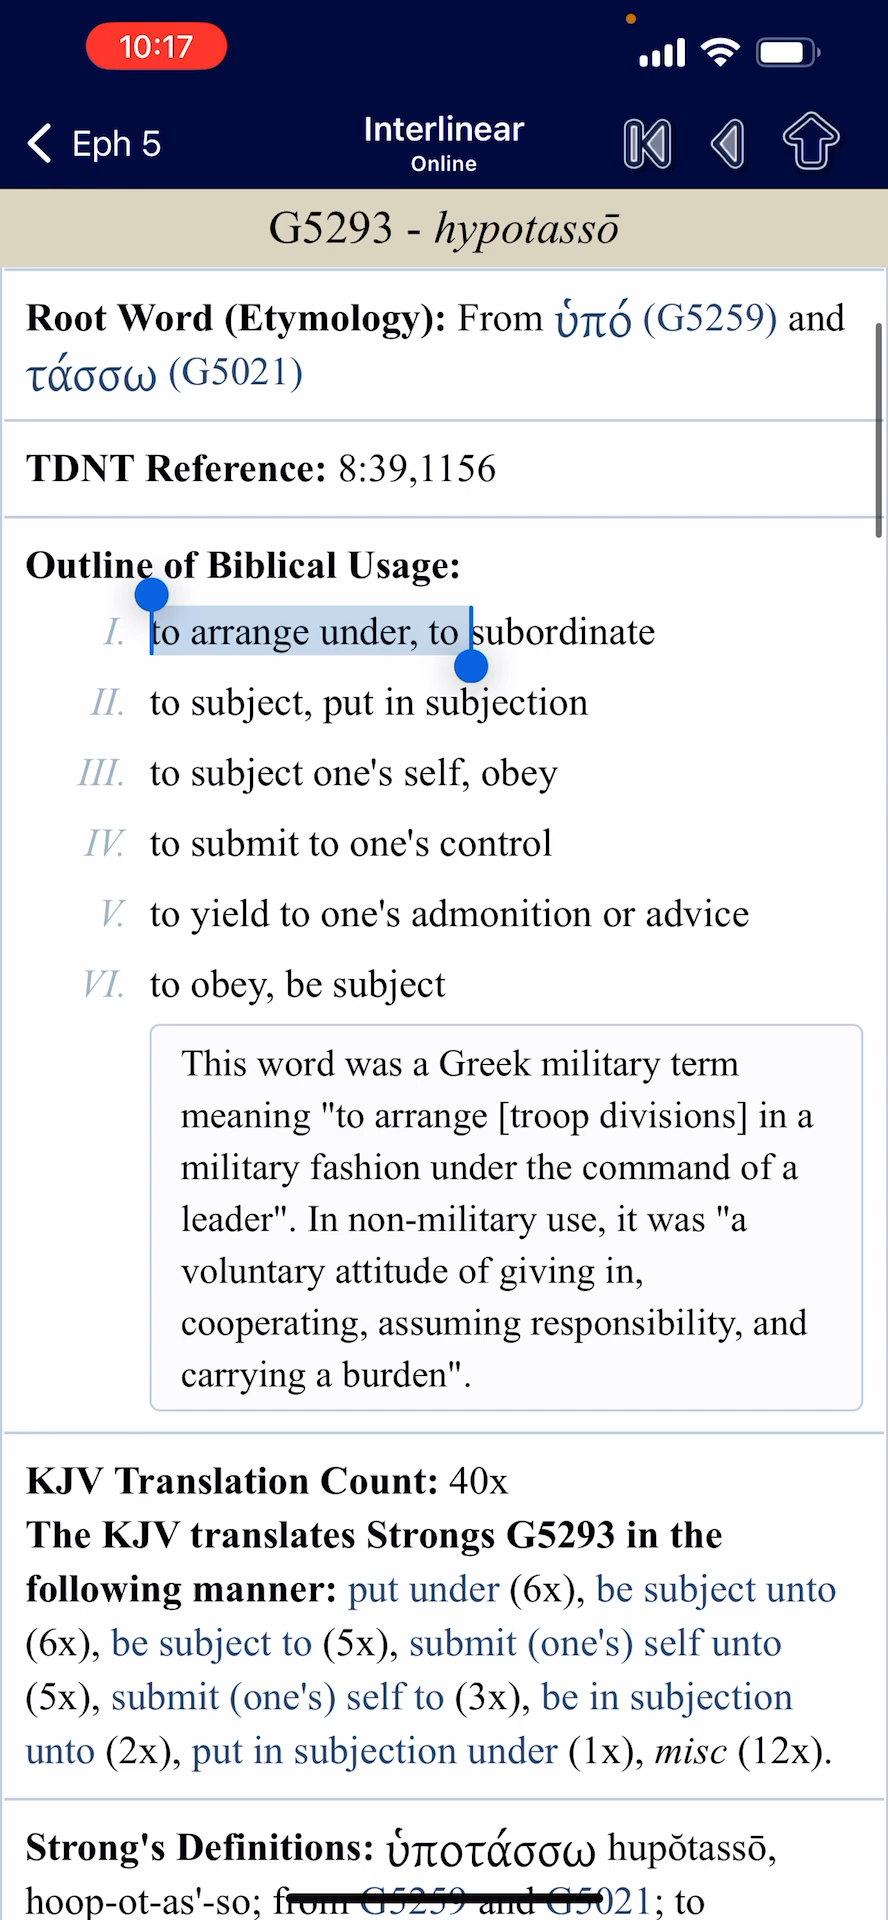 10:17
Eph 5
Interlinear
Online
G5293 - hypotassō
Root Word (Etymology): From ὑπό (G5259) and
τάσσω (G5021)
TDNT Reference: 8:39,1156
Outline of Biblical Usage:
I. to arrange under, to subordinate
II. to subject, put in subjection
III. to subject one's self, obey
IV. to submit to one's control
V. to yield to one's admonition or advice
VI. to obey, be subject
This word was a Greek military term
meaning "to arrange [troop divisions] in a
military fashion under the command of a
leader". In non-military use, it was "a
voluntary attitude of giving in,
cooperating, assuming responsibility, and
carrying a burden".
KJV Translation Count: 40x
The KJV translates Strongs G5293 in the
following manner: put under (6x), be subject unto
(6x), be subject to (5x), submit (one's) self unto
(5x), submit (one's) self to (3x), be in subjection
unto (2x), put in subjection under (1x), misc (12x).
Strong's Definitions: ὑποτάσσω hupŏtassō,
hoop-ot-as'-so; from G5259 and G5021; to